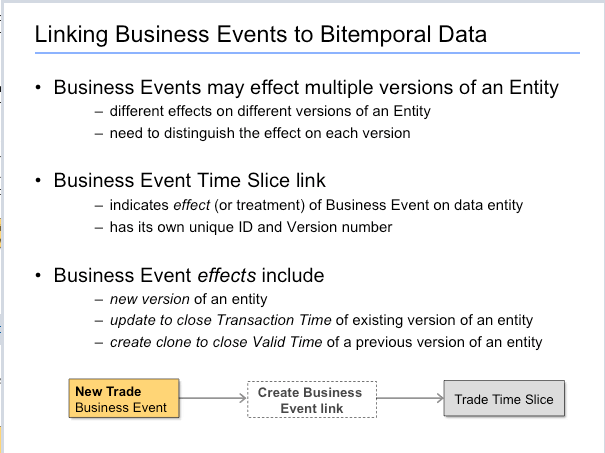 Linking Business Events to Bitemporal Data
• Business Events may effect multiple versions of an Entity
– different effects on different versions of an Entity
– need to distinguish the effect on each version
• Business Event Time Slice link
– indicates effect (or treatment) of Business Event on data entity
– has its own unique ID and Version number
• Business Event effects include
– new version of an entity
– update to close Transaction Time of existing version of an entity
– create clone to close Valid Time of a previous version of an entity
New Trade
Business Event
Create Business
Event link
Trade Time Slice